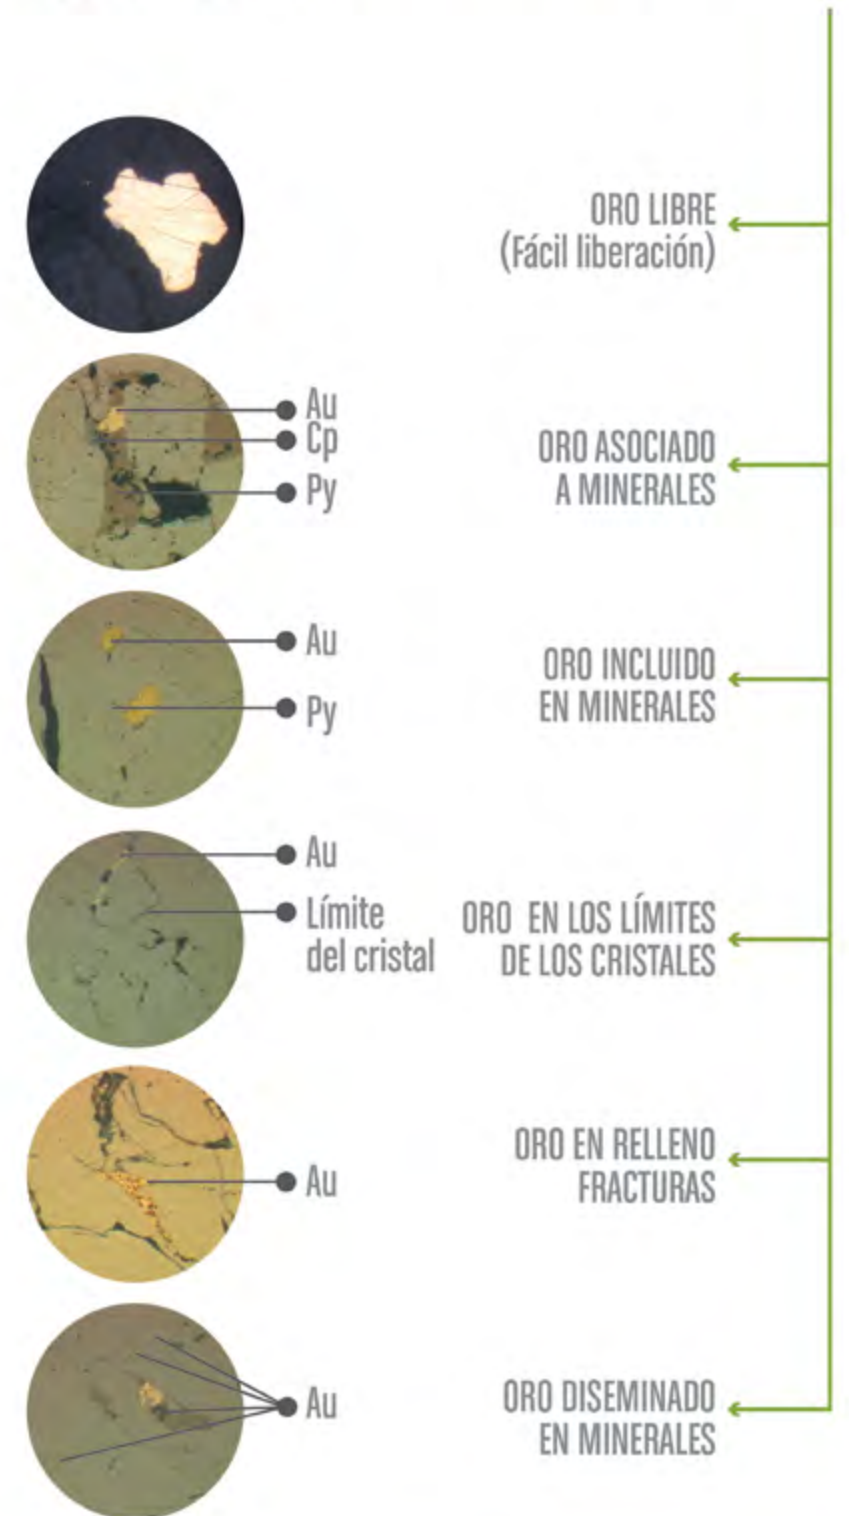 ORO LIBRE
(Fácil liberación)
Au
Cp
Py
ORO ASOCIADO
A MINERALES
Au
Py
ORO INCLUIDO
EN MINERALES
Au
Límite
del cristal
ORO EN LOS LÍMITES
DE LOS CRISTALES
Au
ORO EN RELLENO
FRACTURAS
Au
ORO DISEMINADO
EN MINERALES